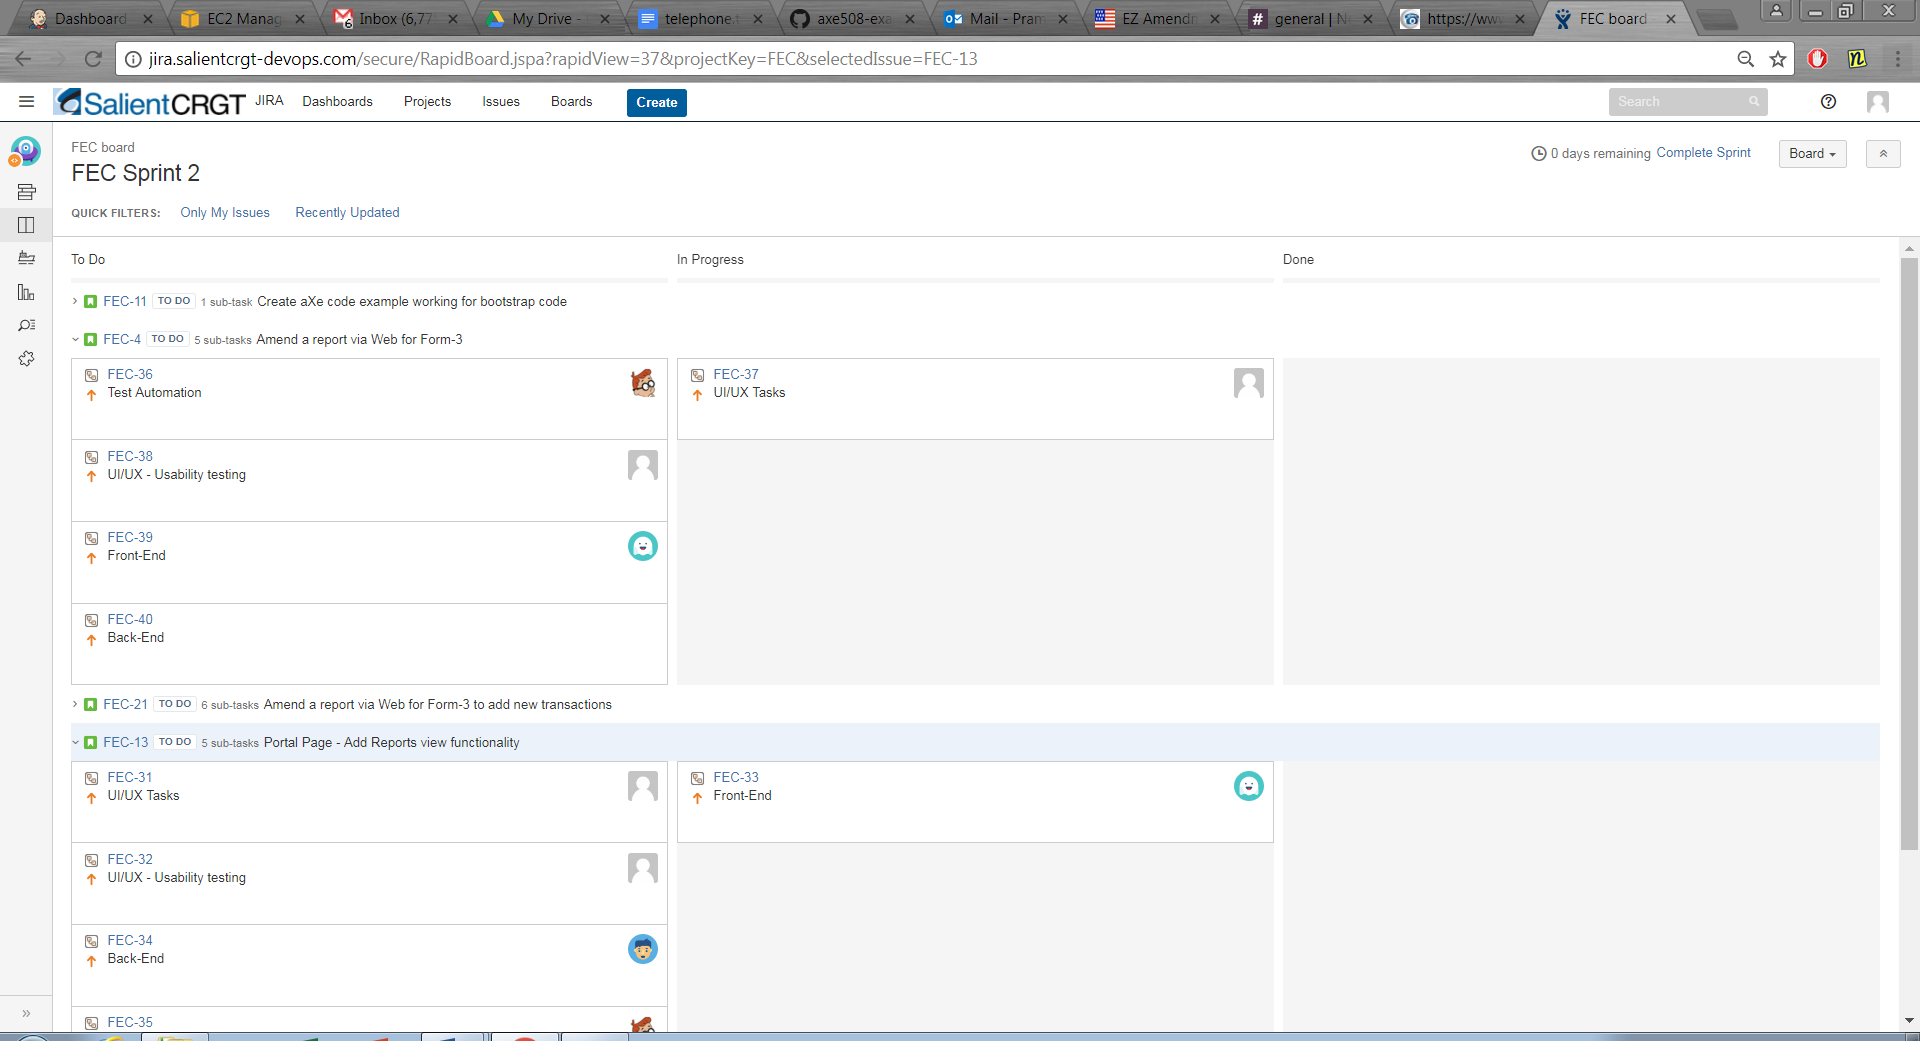 Dashboard
EC2 Manag
Inbox (6,77
My Drive -
telephone.
axe508-exa
Mail - Pram
EZ Amendm
general | N
https://ww
FEC board
jira.salientcrgt-devops.com/secure/RapidBoard.jspa?rapidView=37&projectKey=FEC&selectedIssue=FEC-13
SalientCRGT JIRA Dashboards Projects Issues Boards Create Search
FEC board
FEC Sprint 2
0 days remaining Complete Sprint Board
QUICK FILTERS: Only My Issues Recently Updated
To Do In Progress Done
FEC-11 TO DO 1 sub-task Create aXe code example working for bootstrap code
FEC-4 TO DO 5 sub-tasks Amend a report via Web for Form-3
FEC-36
Test Automation
FEC-37
UI/UX Tasks
FEC-38
UI/UX - Usability testing
FEC-39
Front-End
FEC-40
Back-End
FEC-21 TO DO 6 sub-tasks Amend a report via Web for Form-3 to add new transactions
FEC-13 TO DO 5 sub-tasks Portal Page - Add Reports view functionality
FEC-31
UI/UX Tasks
FEC-33
Front-End
FEC-32
UI/UX - Usability testing
FEC-34
Back-End
FEC-35